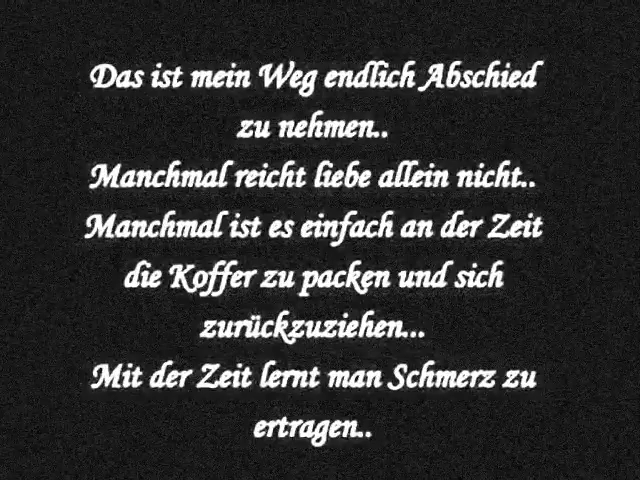 Das ist mein Weg endlich Abschied
zu nehmen..
Manchmal reicht liebe allein nicht..
Manchmal ist es einfach an der Zeit
die Koffer zu packen und sich
zurückzuziehen...
Mit der Zeit lernt man Schmerz zu
ertragen..